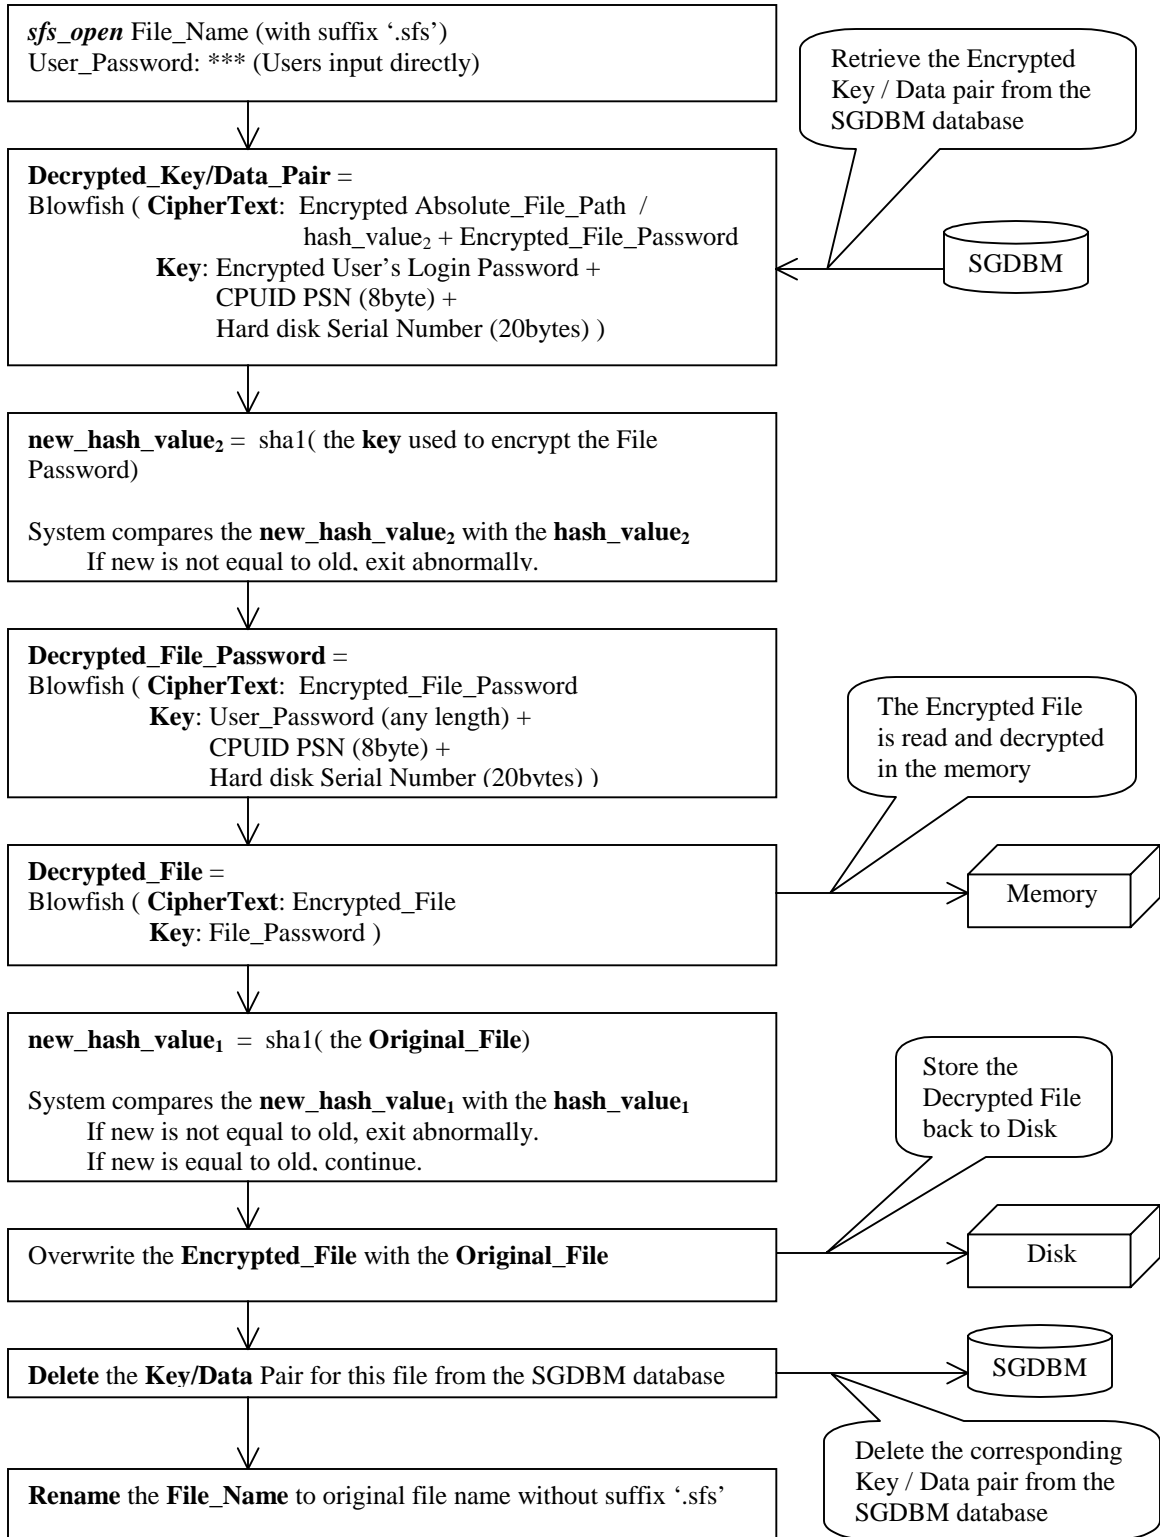 sfs_open File_Name (with suffix ‘.sfs’)
User_Password: *** (Users input directly)
Retrieve the Encrypted
Key / Data pair from the
SGDBM database
Decrypted_Key/Data_Pair =
Blowfish ( CipherText: Encrypted Absolute_File_Path /
hash_value₂ + Encrypted_File_Password
Key: Encrypted User’s Login Password +
CPUID PSN (8byte) +
Hard disk Serial Number (20bytes) )
SGDBM
new_hash_value₂ = sha1( the key used to encrypt the File
Password)
System compares the new_hash_value₂ with the hash_value₂
If new is not equal to old, exit abnormally.
Decrypted_File_Password =
Blowfish ( CipherText: Encrypted_File_Password
Key: User_Password (any length) +
CPUID PSN (8byte) +
Hard disk Serial Number (20bytes) )
The Encrypted File
is read and decrypted
in the memory
Decrypted_File =
Blowfish ( CipherText: Encrypted_File
Key: File_Password )
Memory
new_hash_value₁ = sha1( the Original_File)
System compares the new_hash_value₁ with the hash_value₁
If new is not equal to old, exit abnormally.
If new is equal to old, continue.
Store the
Decrypted File
back to Disk
Overwrite the Encrypted_File with the Original_File
Disk
Delete the Key/Data Pair for this file from the SGDBM database
SGDBM
Delete the corresponding
Key / Data pair from the
SGDBM database
Rename the File_Name to original file name without suffix ‘.sfs’